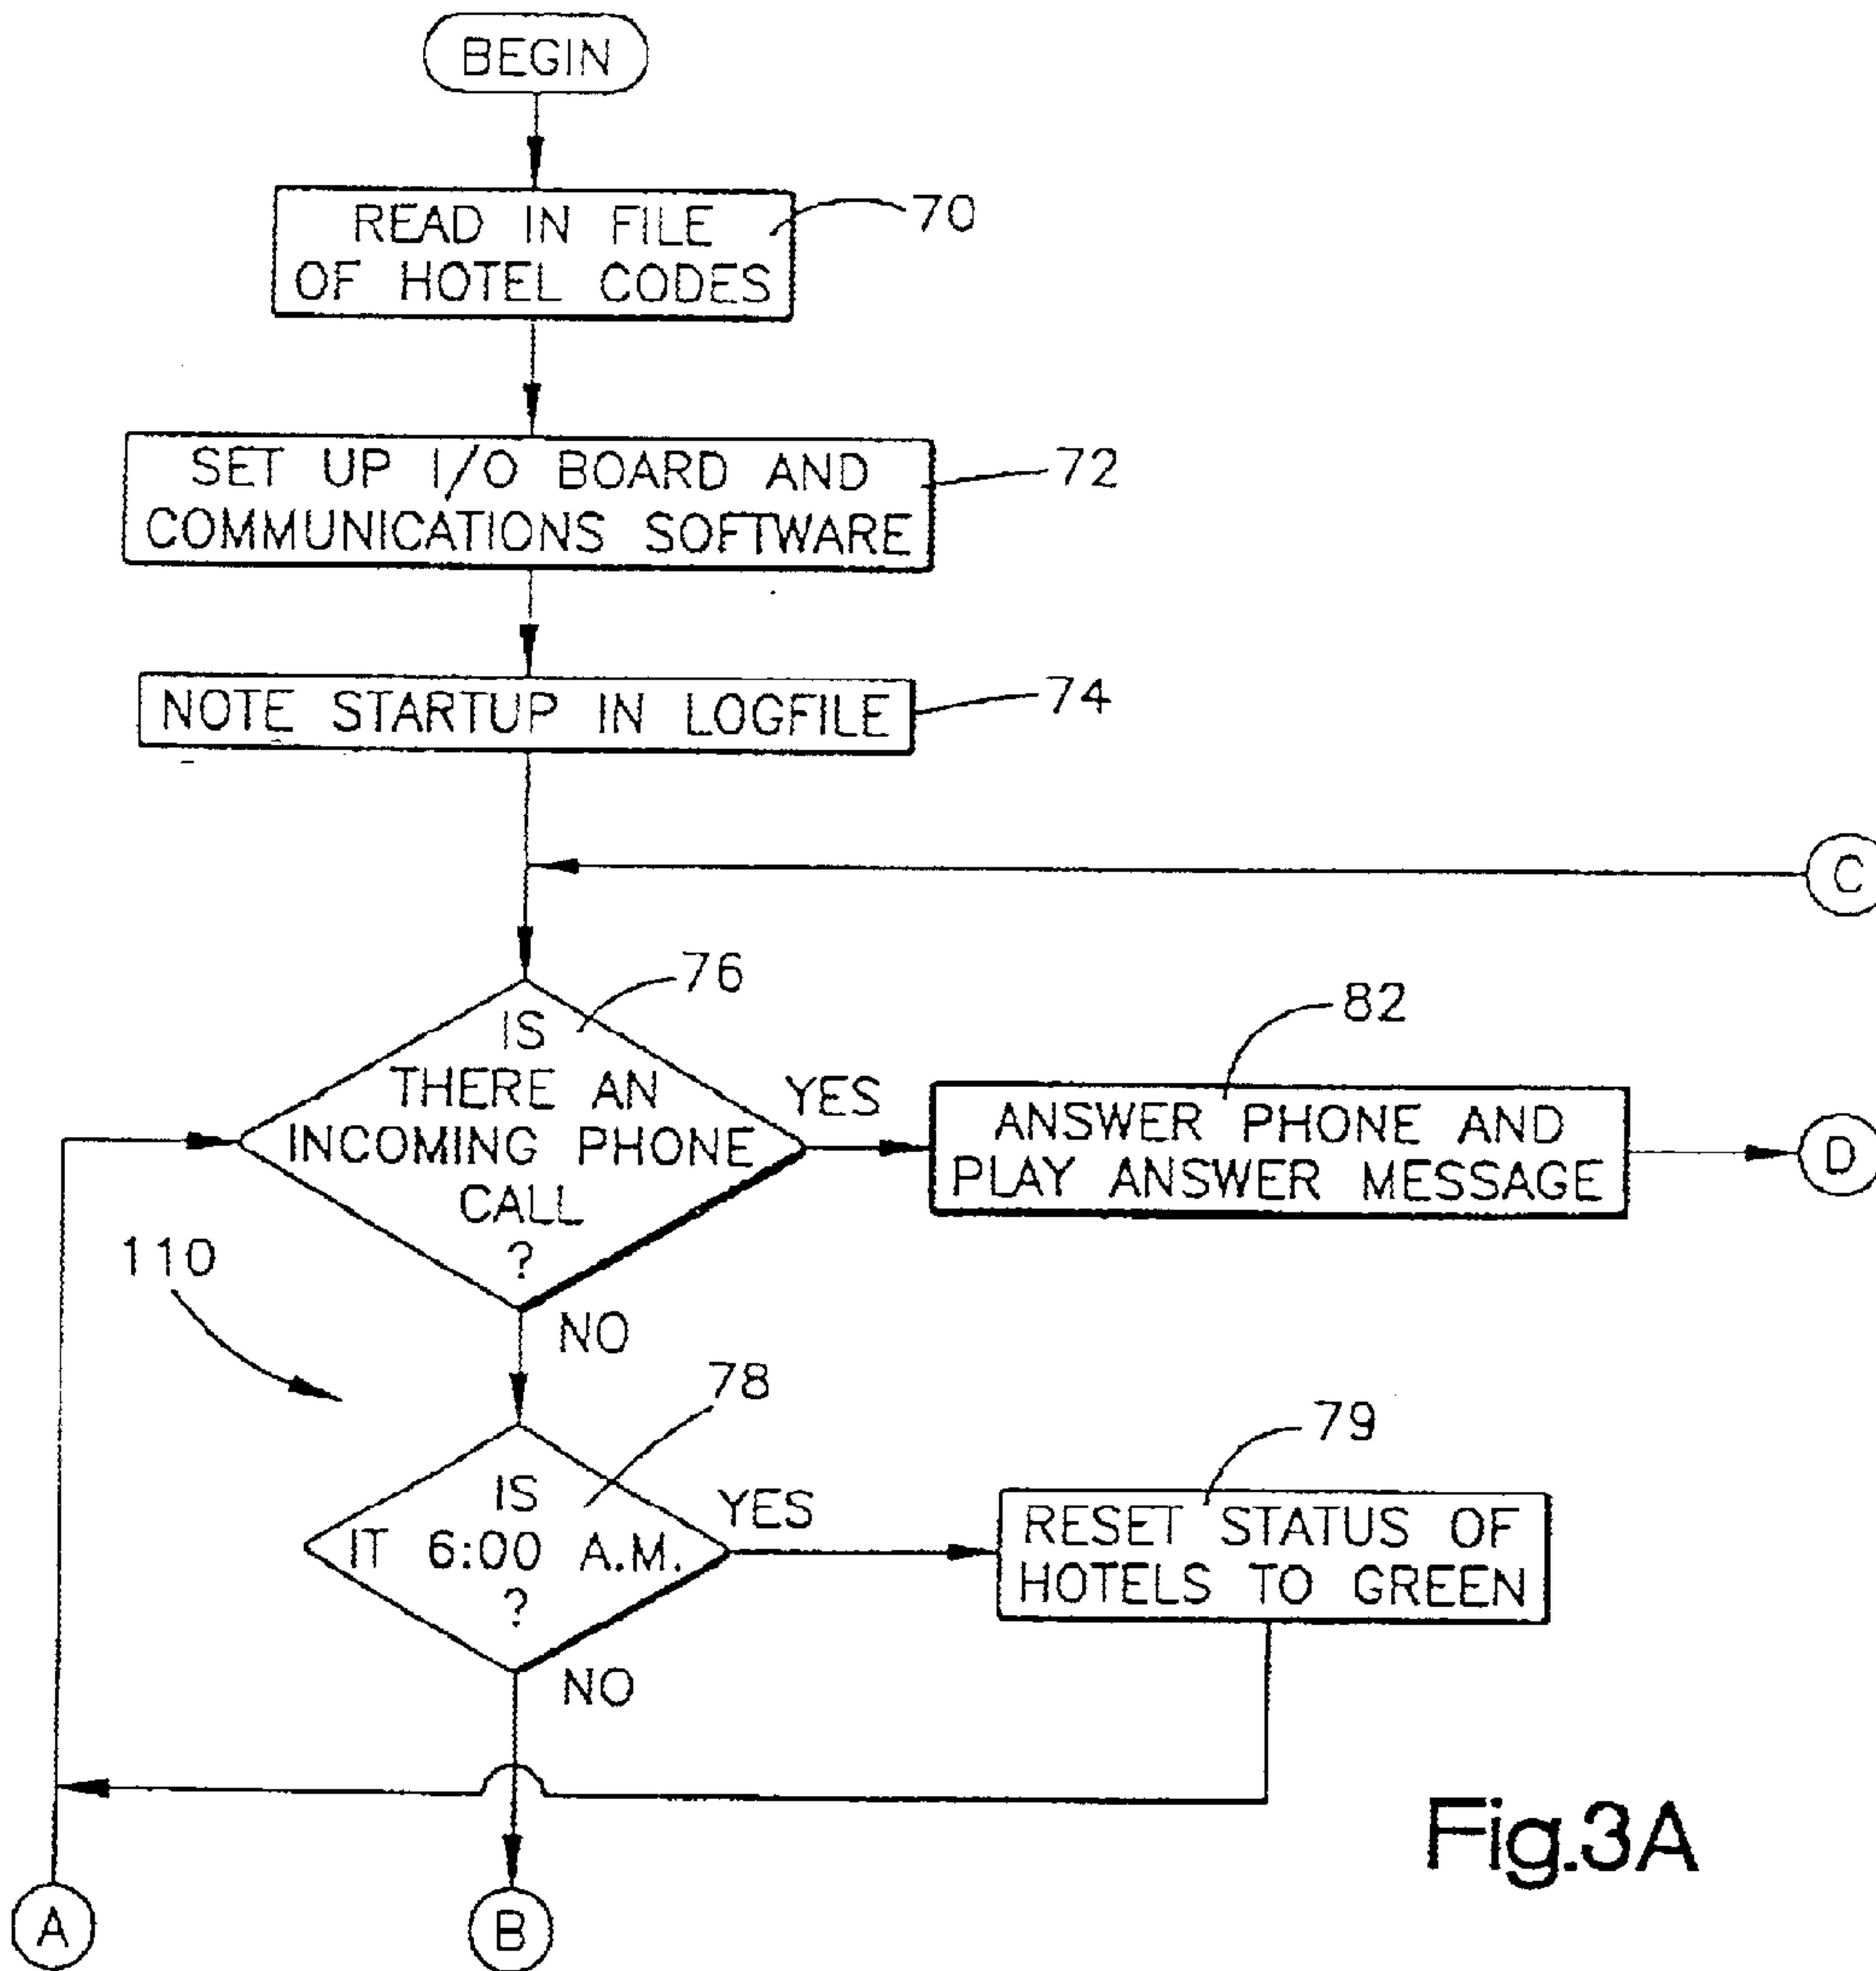 BEGIN
READ IN FILE
OF HOTEL CODES
70
SET UP I/O BOARD AND
COMMUNICATIONS SOFTWARE
72
NOTE STARTUP IN LOGFILE
74
C
76
IS
THERE AN
INCOMING PHONE
CALL
?
YES
82
ANSWER PHONE AND
PLAY ANSWER MESSAGE
D
110
NO
78
IS
IT 6:00 A.M.
?
YES
79
RESET STATUS OF
HOTELS TO GREEN
NO
A
B
Fig.3A